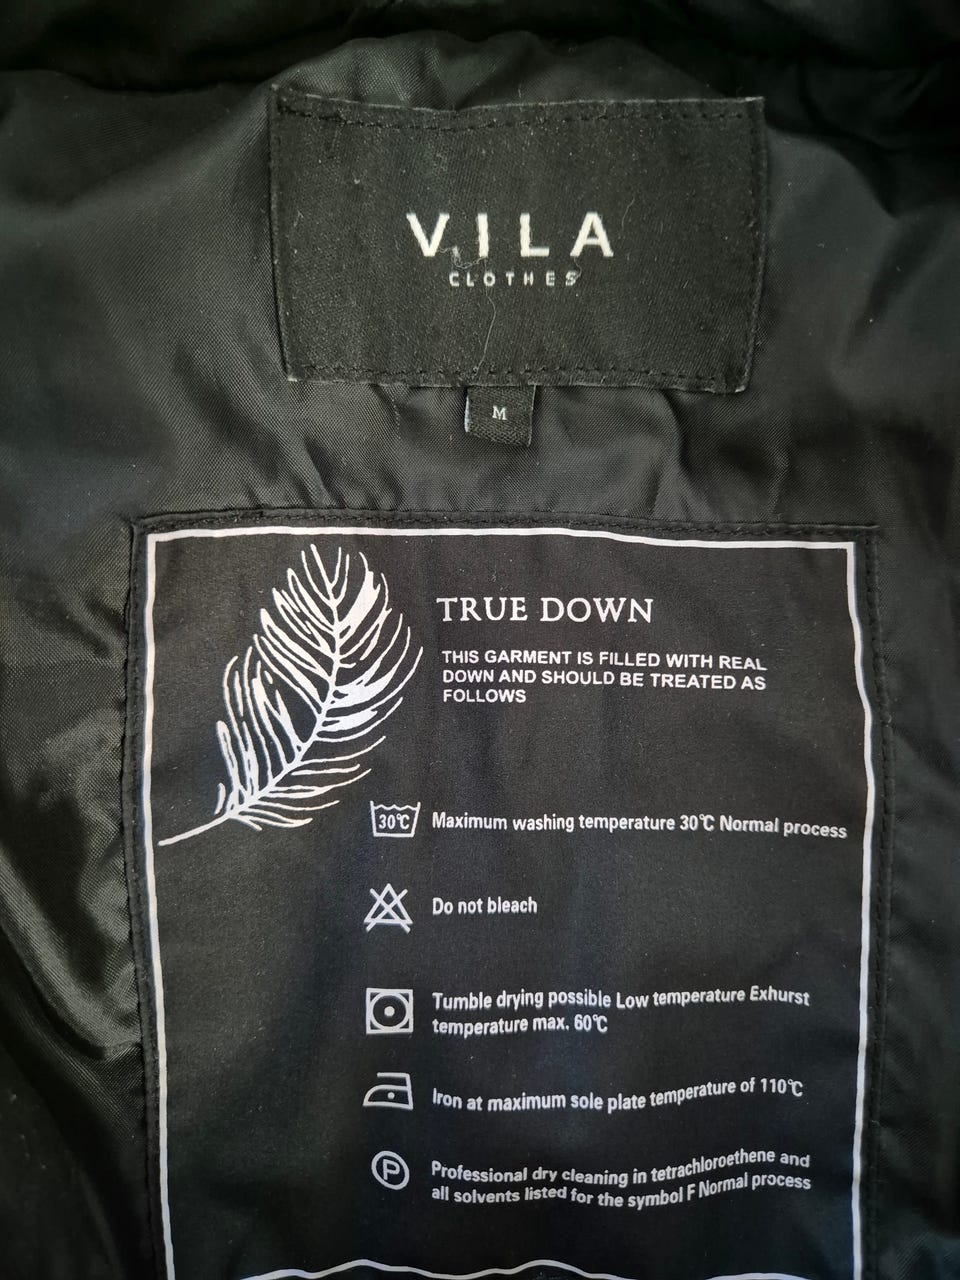 VILA
CLOTHES
M
TRUE DOWN
THIS GARMENT IS FILLED WITH REAL
DOWN AND SHOULD BE TREATED AS
FOLLOWS
30℃ Maximum washing temperature 30℃ Normal process
Do not bleach
Tumble drying possible Low temperature Exhurst
temperature max. 60℃
Iron at maximum sole plate temperature of 110℃
P Professional dry cleaning in tetrachloroethene and
all solvents listed for the symbol F Normal process